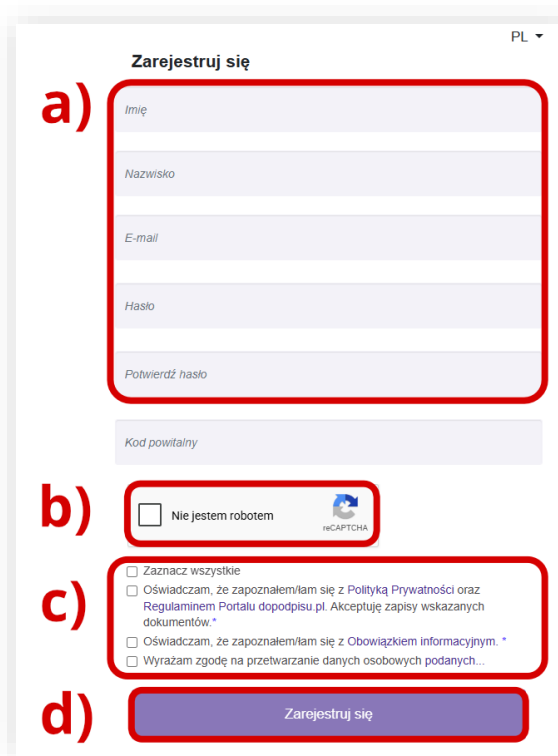 PL
Zarejestruj się
a)
Imię
Nazwisko
E-mail
Hasło
Potwierdź hasło
Kod powitalny
b)
Nie jestem robotem
reCAPTCHA
c)
Zaznacz wszystkie
Oświadczam, że zapoznałem/łam się z Polityką Prywatności oraz
Regulaminem Portalu dopodpisu.pl. Akceptuję zapisy wskazanych
dokumentów.*
Oświadczam, że zapoznałem/łam się z Obowiązkiem informacyjnym. *
Wyrażam zgodę na przetwarzanie danych osobowych podanych...
d)
Zarejestruj się